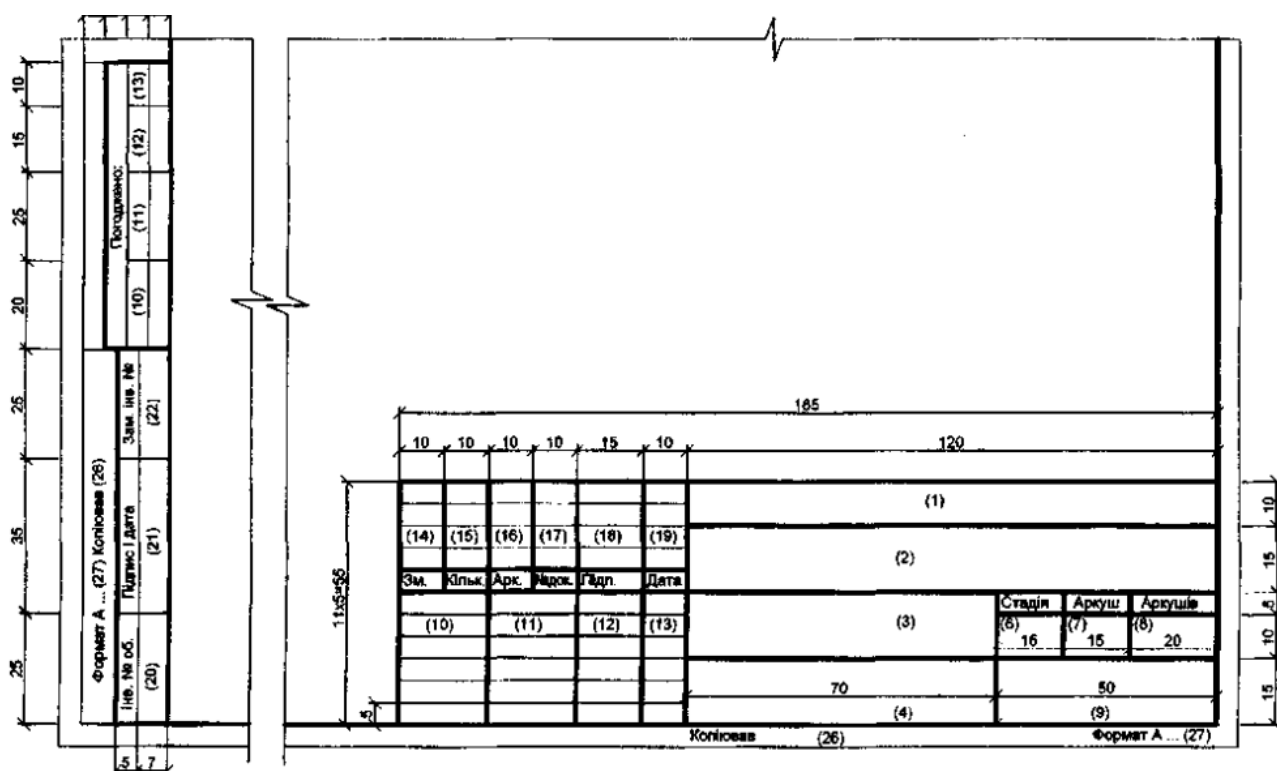 10
15
25
20
25
35
25
Погоджено:
(13)
(12)
(11)
(10)
Формат А ... (27) Копіював (26)
Зам. інв. №
(22)
Підпис і дата
(21)
Інв. № об.
(20)
5 7
185
10 10 10 10 15 10 120
11х5=55
5
(1)
(14) (15) (16) (17) (18) (19)
(2)
Зм. Кільк. Арк. №док. Підп. Дата
(10) (11) (12) (13)
(3)
Стадія Аркуш Аркушів
(6) (7) (8)
16 15 20
70 50
(4) (9)
10
15
5
10
15
Копіював (26) Формат А ... (27)